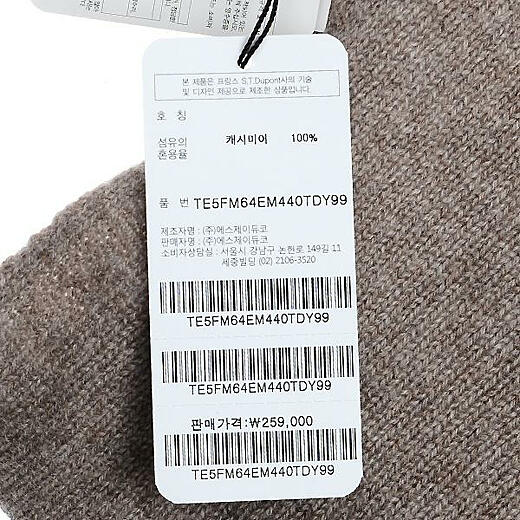 본 제품은 프랑스 S.T.Dupont사의 기술
및 디자인 제공으로 제조한 상품입니다.
호 칭
섬유의 캐시미어 100%
혼용율
품 번 TE5FM64EM440TDY99
제조자명 : (주)에스제이듀코
판매자명 : (주)에스제이듀코
소비자상담실 : 서울시 강남구 논현로 149길 11
세중빌딩 (02) 2106-3520
TE5FM64EM440TDY99
TE5FM64EM440TDY99
판매가격:₩259,000
TE5FM64EM440TDY99